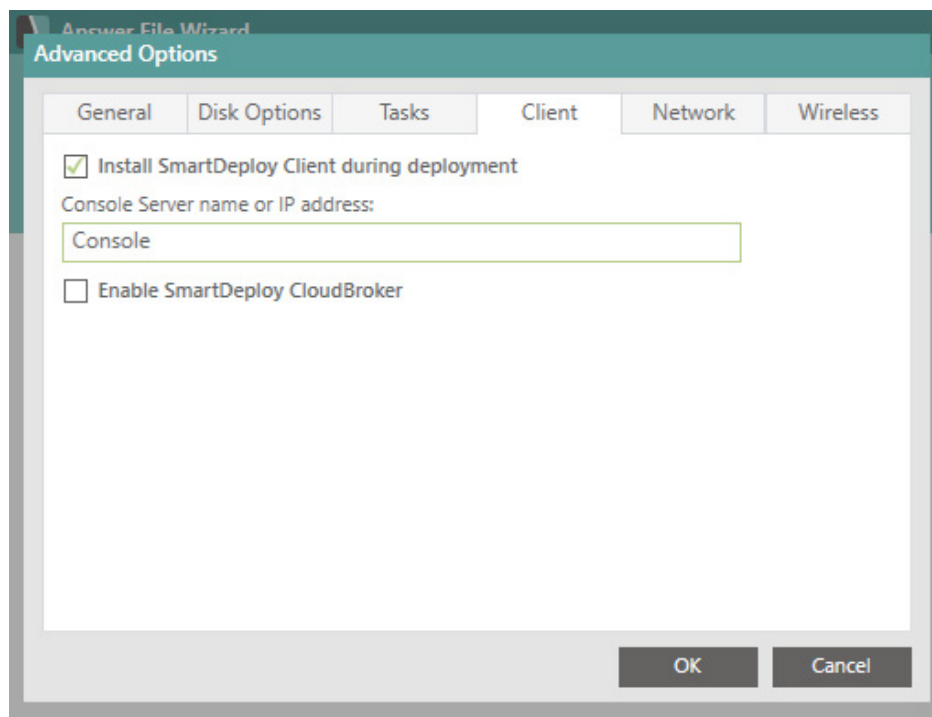 Answer File Wizard
Advanced Options
General Disk Options Tasks Client Network Wireless
Install SmartDeploy Client during deployment
Console Server name or IP address:
Console
Enable SmartDeploy CloudBroker
OK Cancel